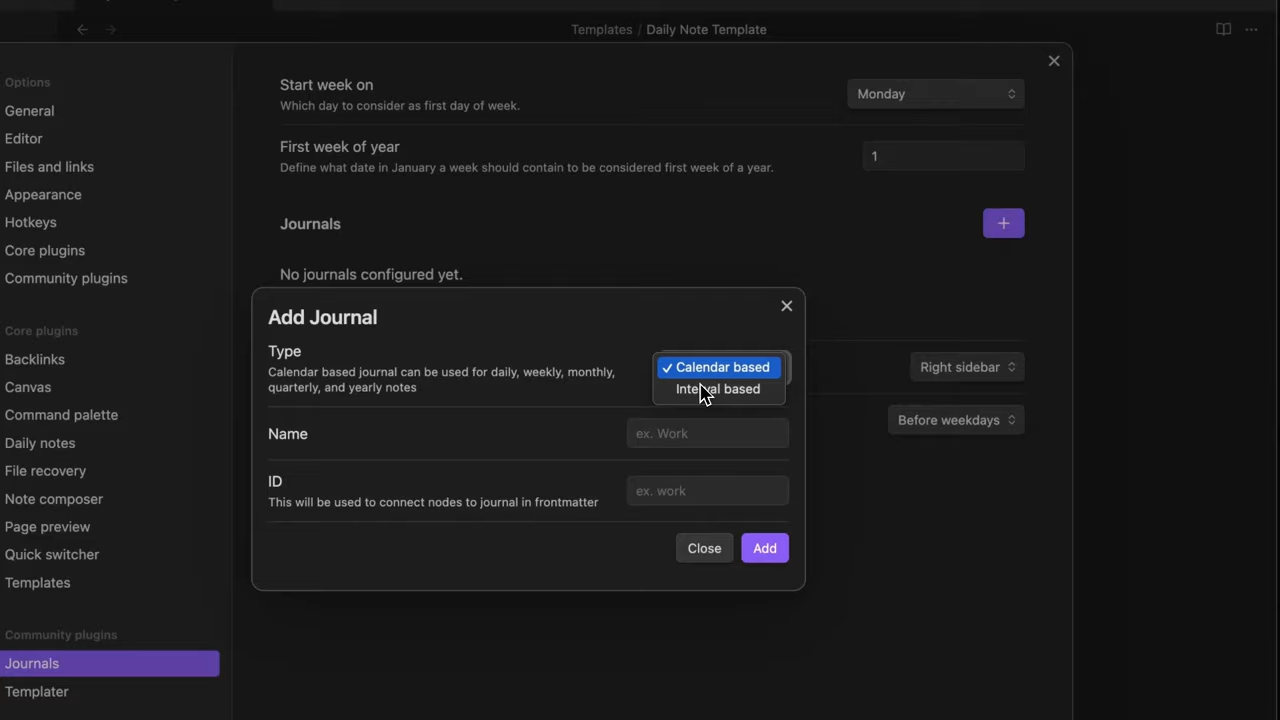 Templates / Daily Note Template
Options
General
Editor
Files and links
Appearance
Hotkeys
Core plugins
Community plugins
Core plugins
Backlinks
Canvas
Command palette
Daily notes
File recovery
Note composer
Page preview
Quick switcher
Templates
Community plugins
Journals
Templater
Start week on
Which day to consider as first day of week.
Monday
First week of year
Define what date in January a week should contain to be considered first week of a year.
1
Journals
+
No journals configured yet.
Right sidebar
Before weekdays
Add Journal
Type
Calendar based journal can be used for daily, weekly, monthly,
quarterly, and yearly notes
✓ Calendar based
Interval based
Name
ex. Work
ID
This will be used to connect nodes to journal in frontmatter
ex. work
Close
Add